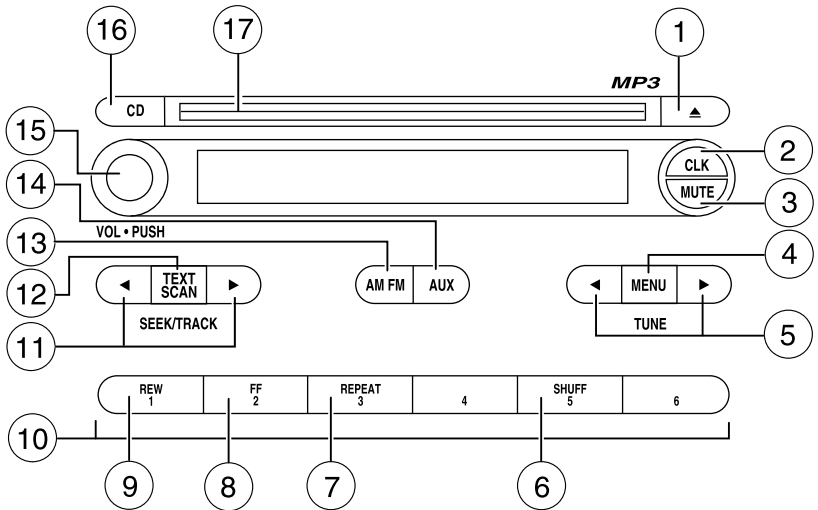 16
17
1
MP3
CD
15
2
CLK
14
MUTE
3
VOL • PUSH
13
4
12
TEXT
SCAN
AM FM
AUX
MENU
11
SEEK/TRACK
TUNE
5
REW
1
FF
2
REPEAT
3
4
SHUFF
5
6
10
9
8
7
6